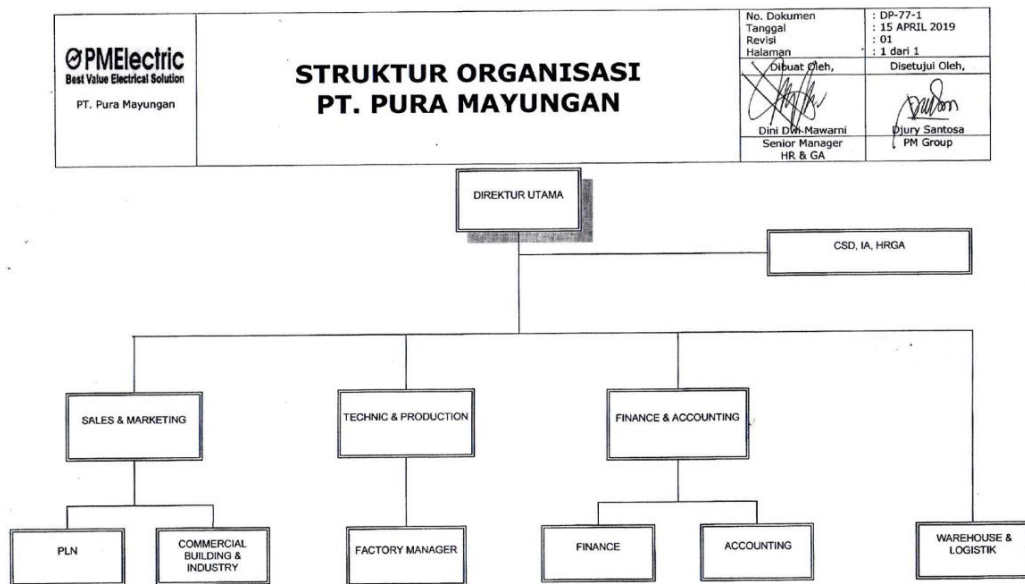 PMElectric
Best Value Electrical Solution
PT. Pura Mayungan
STRUKTUR ORGANISASI
PT. PURA MAYUNGAN
No. Dokumen : DP-77-1
Tanggal : 15 APRIL 2019
Revisi : 01
Halaman : 1 dari 1
Dibuat Oleh, Disetujui Oleh,
Dini Dwi Mawarni Djury Santosa
Senior Manager PM Group
HR & GA
DIREKTUR UTAMA
CSD, IA, HRGA
SALES & MARKETING
TECHNIC & PRODUCTION
FINANCE & ACCOUNTING
PLN
COMMERCIAL
BUILDING &
INDUSTRY
FACTORY MANAGER
FINANCE
ACCOUNTING
WAREHOUSE &
LOGISTIK